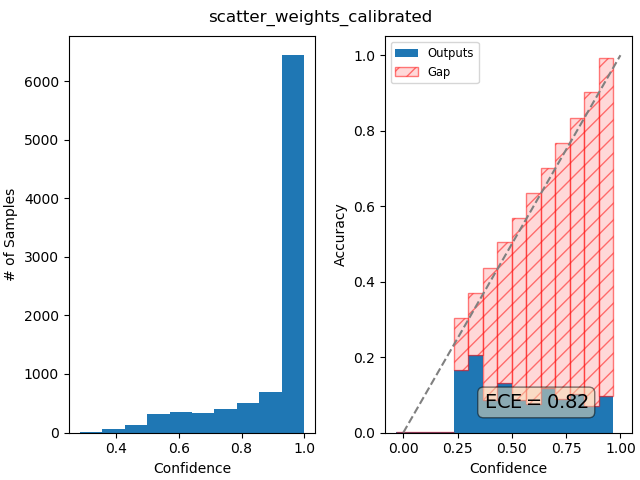 scatter_weights_calibrated
# of Samples
6000
5000
4000
3000
2000
1000
0
0.4
0.6
0.8
1.0
Confidence
Accuracy
1.0
0.8
0.6
0.4
0.2
0.0
Outputs
Gap
ECE = 0.82
0.00
0.25
0.50
0.75
1.00
Confidence